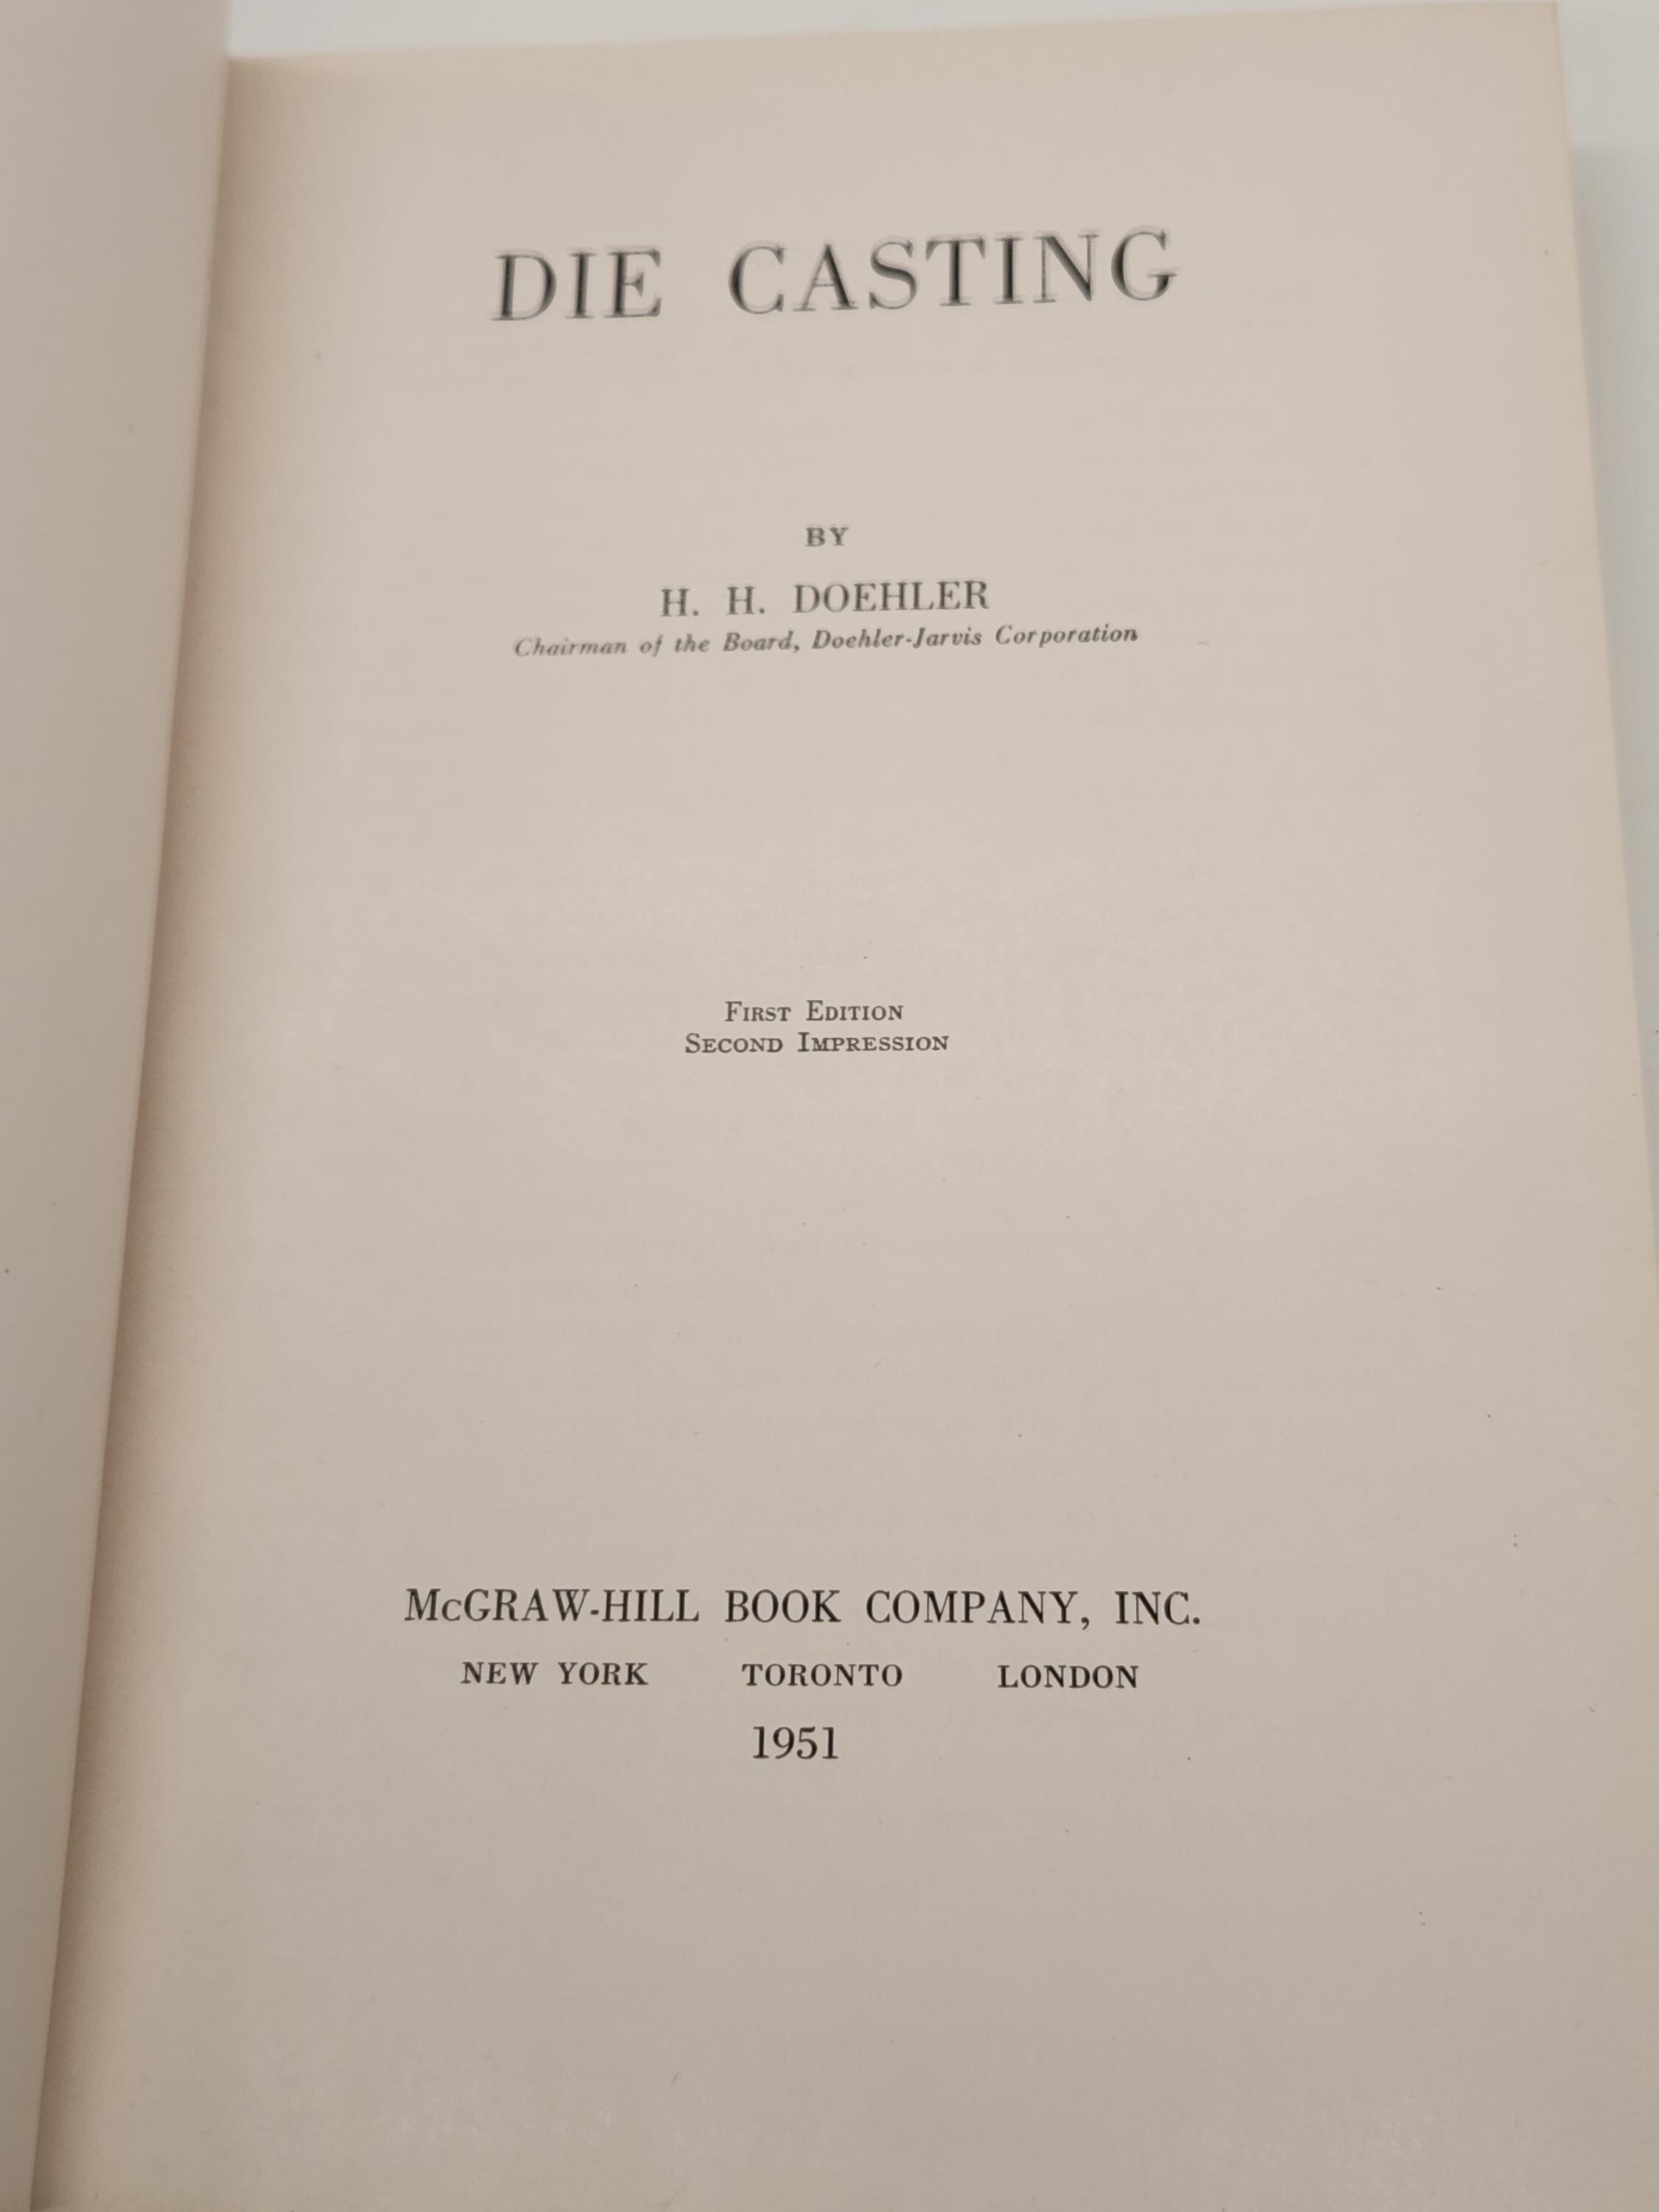 DIE CASTING
BY
H. H. DOEHLER
Chairman of the Board, Doehler-Jarvis Corporation
First Edition
Second Impression
McGRAW-HILL BOOK COMPANY, INC.
NEW YORK TORONTO LONDON
1951